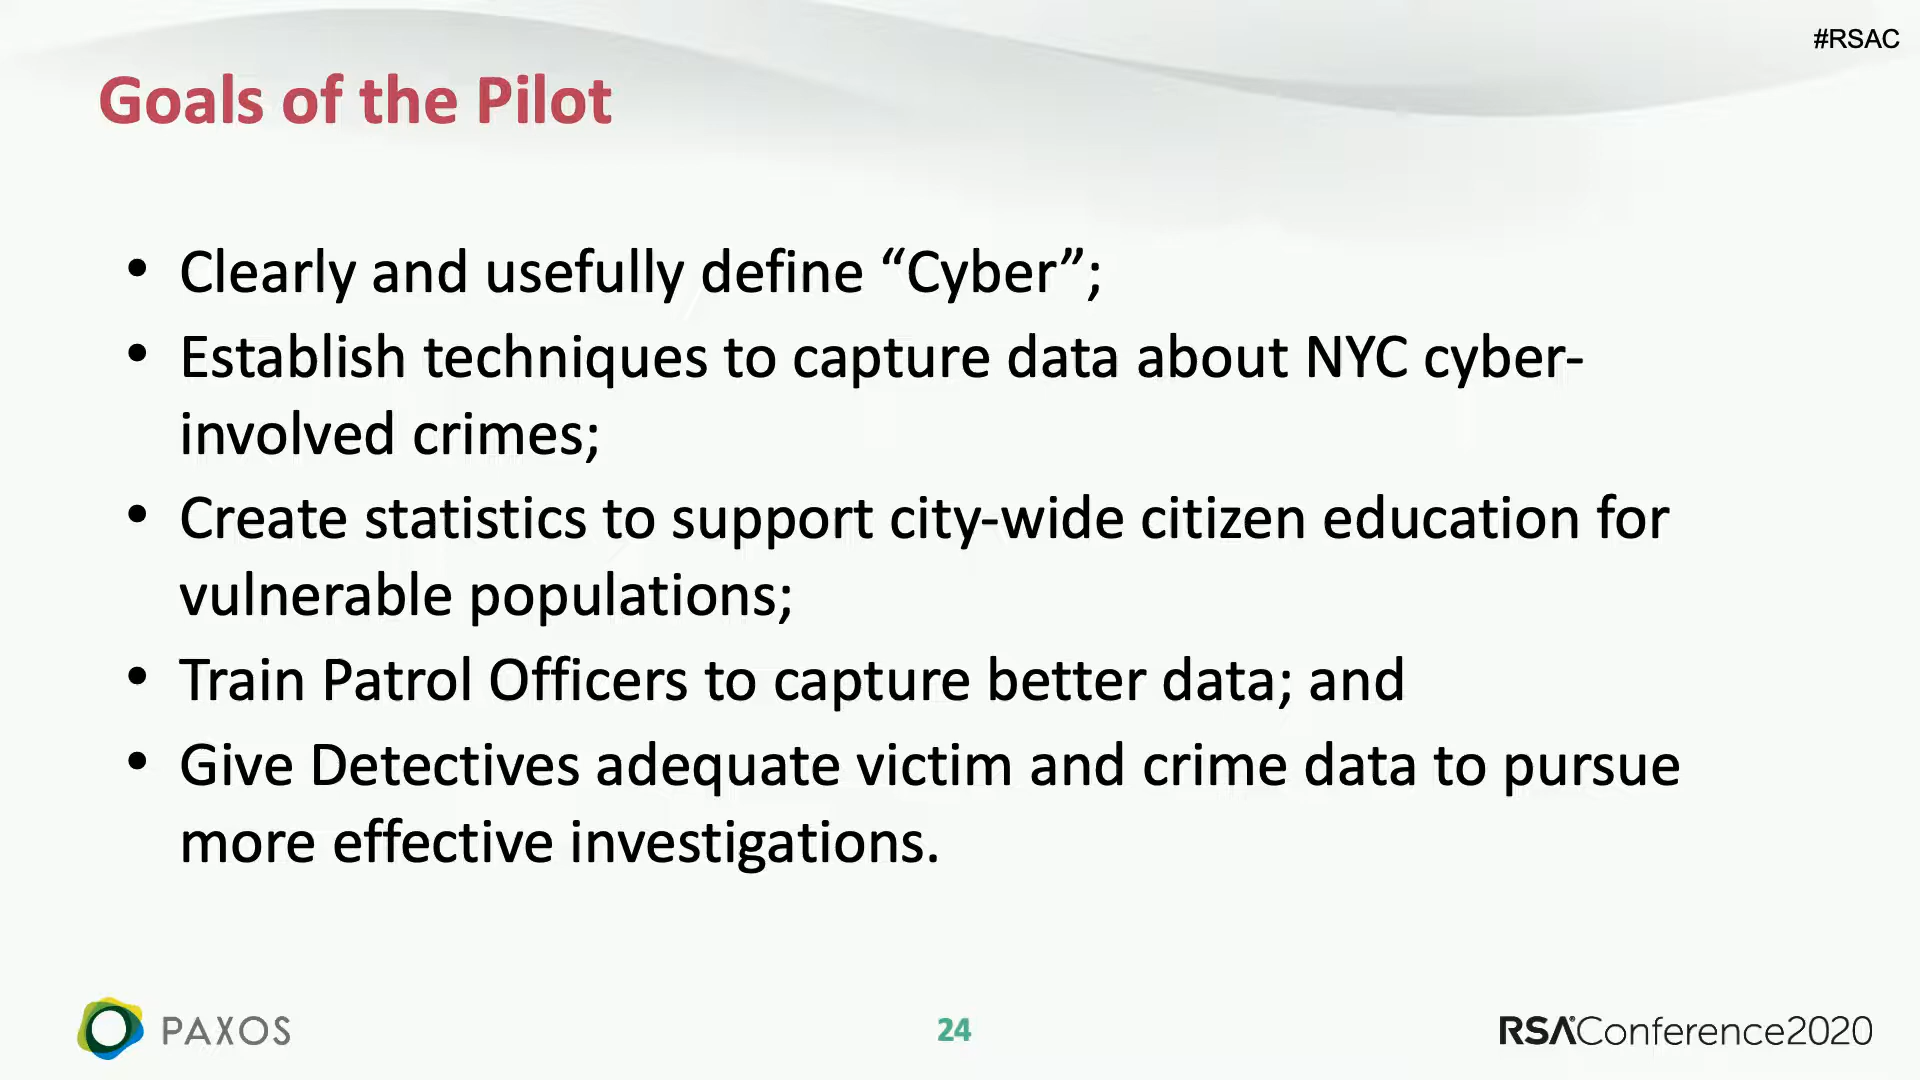 #RSAC
Goals of the Pilot
• Clearly and usefully define “Cyber”;
• Establish techniques to capture data about NYC cyber-
involved crimes;
• Create statistics to support city-wide citizen education for
vulnerable populations;
• Train Patrol Officers to capture better data; and
• Give Detectives adequate victim and crime data to pursue
more effective investigations.
PAXOS
24
RSAConference2020